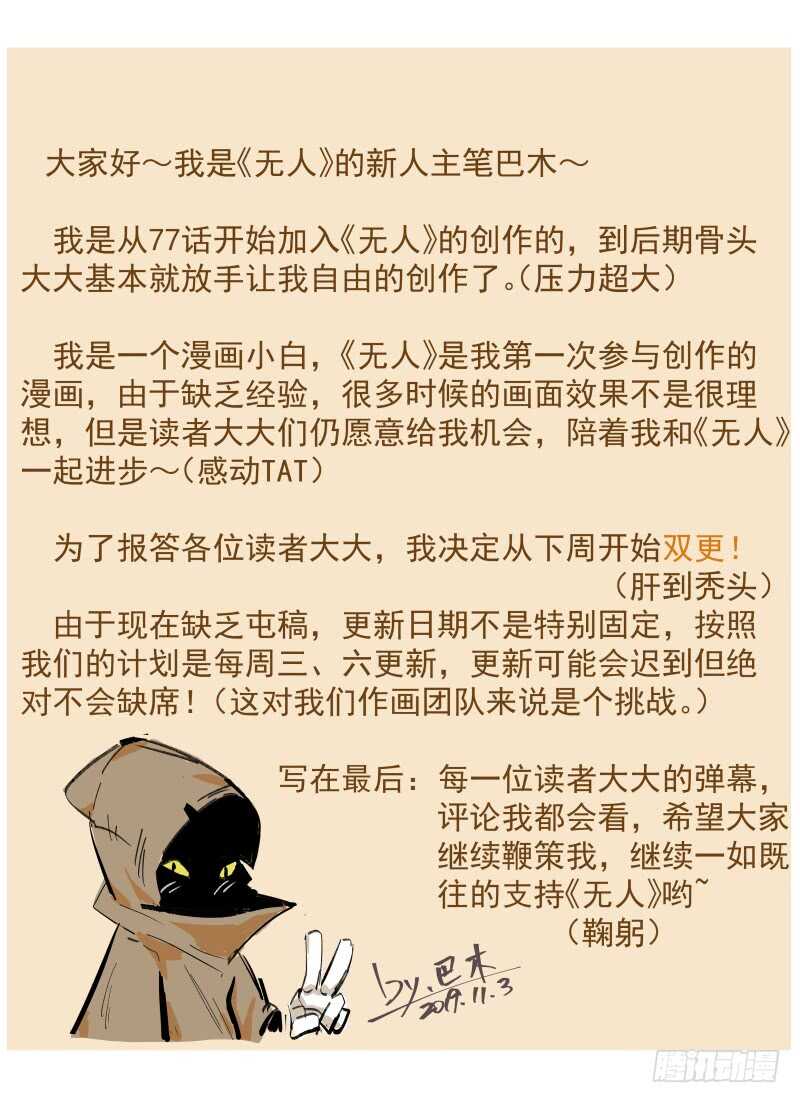 大家好～我是《无人》的新人主笔巴木～
我是从77话开始加入《无人》的创作的，到后期骨头
大大基本就放手让我自由的创作了。（压力超大）
我是一个漫画小白，《无人》是我第一次参与创作的
漫画，由于缺乏经验，很多时候的画面效果不是很理
想，但是读者大大们仍愿意给我机会，陪着我和《无人》
一起进步～（感动TAT）
为了报答各位读者大大，我决定从下周开始双更！
（肝到秃头）
由于现在缺乏屯稿，更新日期不是特别固定，按照
我们的计划是每周三、六更新，更新可能会迟到但绝
对不会缺席！（这对我们作画团队来说是个挑战。）
写在最后：每一位读者大大的弹幕，
评论我都会看，希望大家
继续鞭策我，继续一如既
往的支持《无人》哟~
（鞠躬）
by.巴木
2019.11.3
腾讯动漫